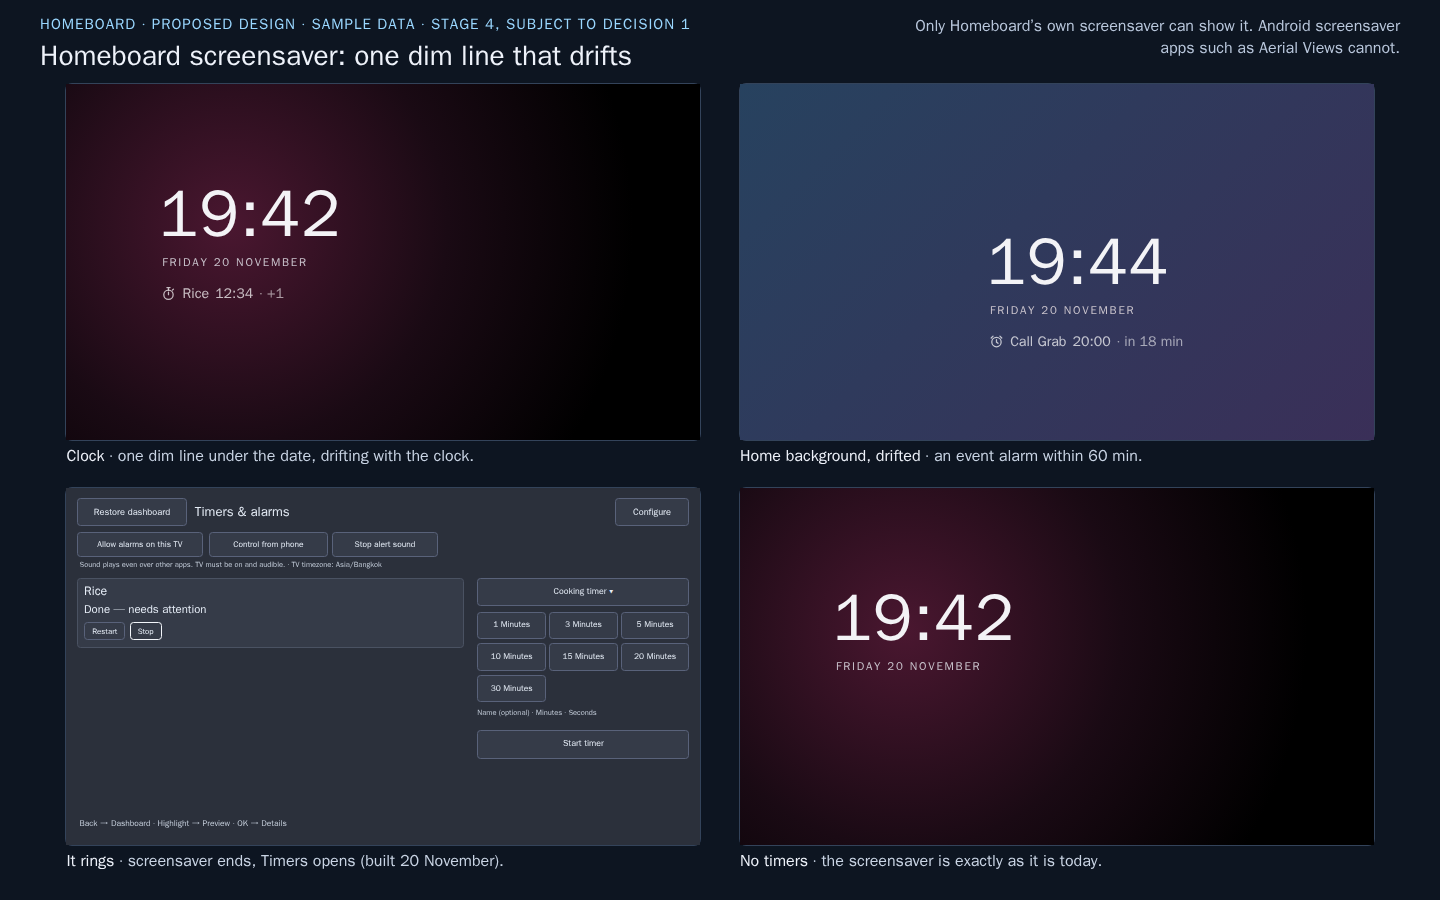 HOMEBOARD · PROPOSED DESIGN · SAMPLE DATA · STAGE 4, SUBJECT TO DECISION 1
Homeboard screensaver: one dim line that drifts
Only Homeboard's own screensaver can show it. Android screensaver
apps such as Aerial Views cannot.
19:42
FRIDAY 20 NOVEMBER
Rice 12:34 · +1
Clock · one dim line under the date, drifting with the clock.
19:44
FRIDAY 20 NOVEMBER
Call Grab 20:00 · in 18 min
Home background, drifted · an event alarm within 60 min.
Restore dashboard
Timers & alarms
Configure
Allow alarms on this TV
Control from phone
Stop alert sound
Sound plays even over other apps. TV must be on and audible. · TV timezone: Asia/Bangkok
Rice
Done — needs attention
Restart
Stop
Cooking timer ▾
1 Minutes
3 Minutes
5 Minutes
10 Minutes
15 Minutes
20 Minutes
30 Minutes
Name (optional) · Minutes · Seconds
Start timer
Back → Dashboard · Highlight → Preview · OK → Details
It rings · screensaver ends, Timers opens (built 20 November).
19:42
FRIDAY 20 NOVEMBER
No timers · the screensaver is exactly as it is today.